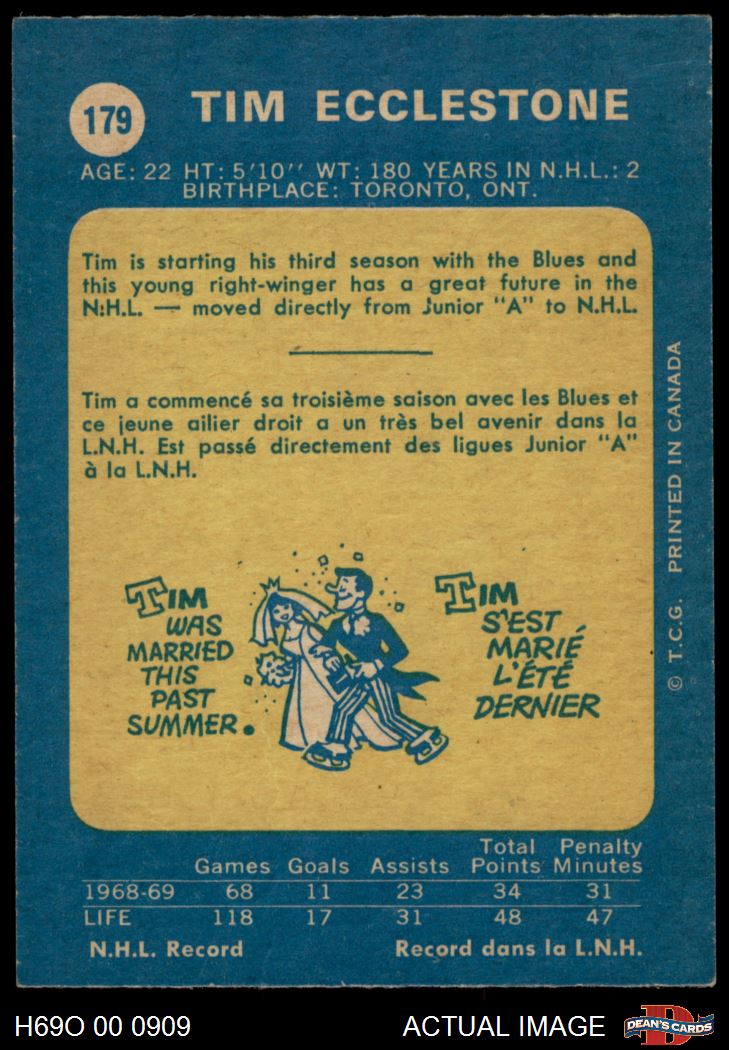 179
TIM ECCLESTONE
AGE: 22 HT: 5'10'' WT: 180 YEARS IN N.H.L.: 2
BIRTHPLACE: TORONTO, ONT.
Tim is starting his third season with the Blues and
this young right-winger has a great future in the
N.H.L. — moved directly from Junior "A" to N.H.L.
Tim a commencé sa troisième saison avec les Blues et
ce jeune ailier droit a un très bel avenir dans la
L.N.H. Est passé directement des ligues Junior "A"
à la L.N.H.
TIM
WAS
MARRIED
THIS
PAST
SUMMER.
TIM
S'EST
MARIÉ
L'ÉTÉ
DERNIER
© T.C.G. PRINTED IN CANADA
Total Penalty
Games Goals Assists Points Minutes
1968-69 68 11 23 34 31
LIFE 118 17 31 48 47
N.H.L. Record Record dans la L.N.H.
H69O 00 0909 ACTUAL IMAGE
D
DEAN'S CARDS